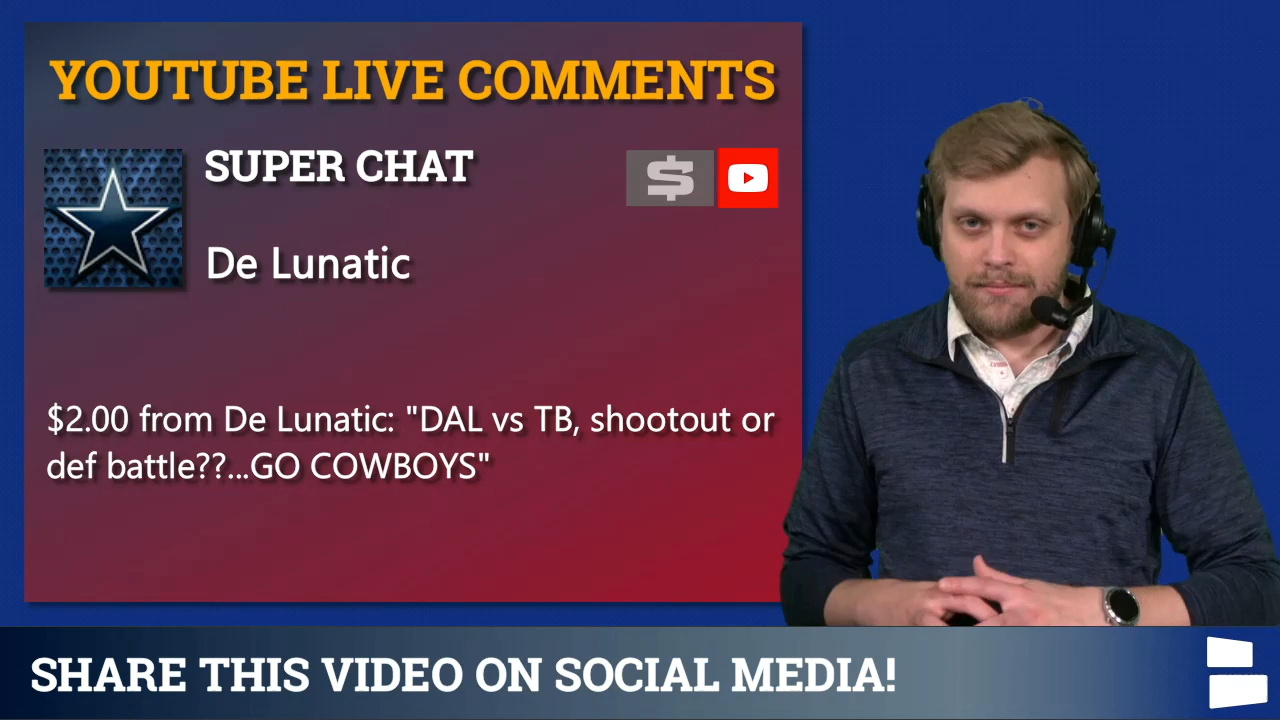 YOUTUBE LIVE COMMENTS
SUPER CHAT
$
De Lunatic
$2.00 from De Lunatic: "DAL vs TB, shootout or
def battle??...GO COWBOYS"
SHARE THIS VIDEO ON SOCIAL MEDIA!